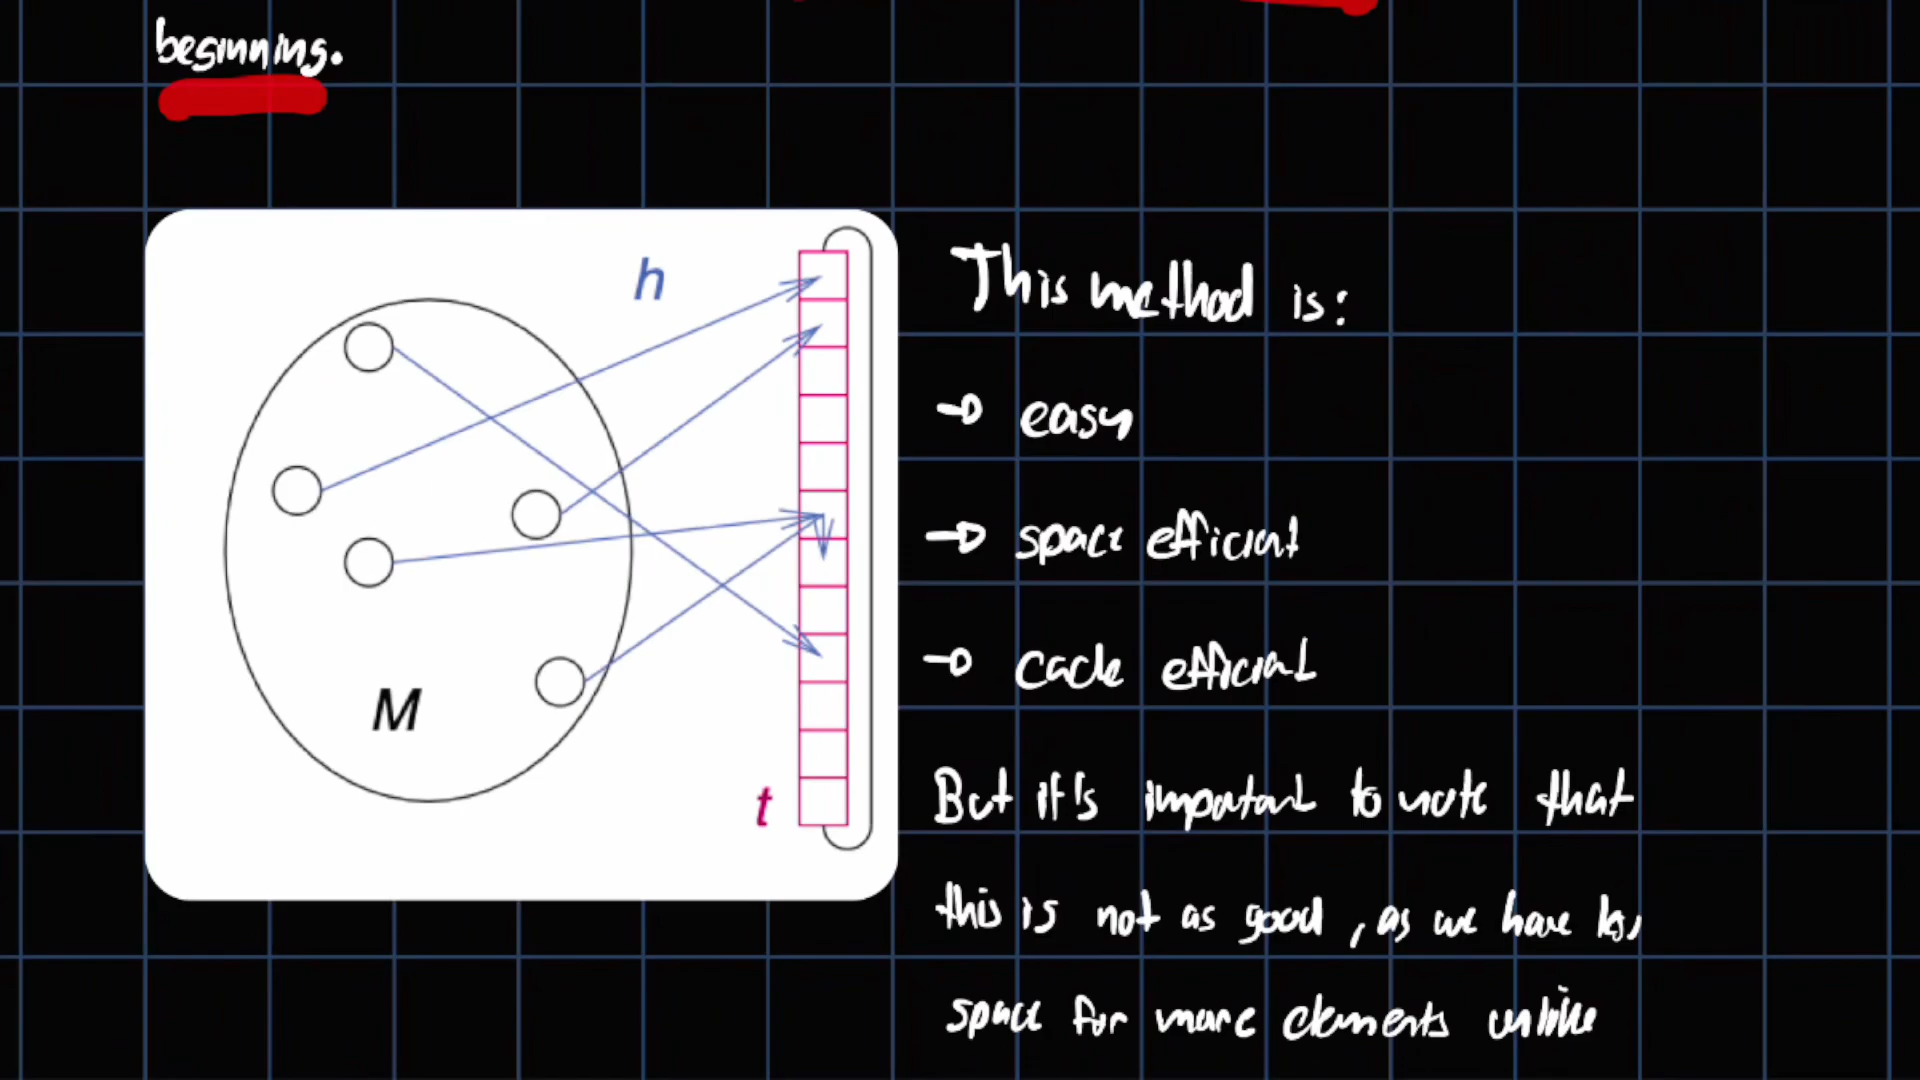 beginning.
h
M
t
This method is:
→ easy
→ space efficient
→ cache efficient
But it's important to note that
this is not as good, as we have less
space for more elements unlike